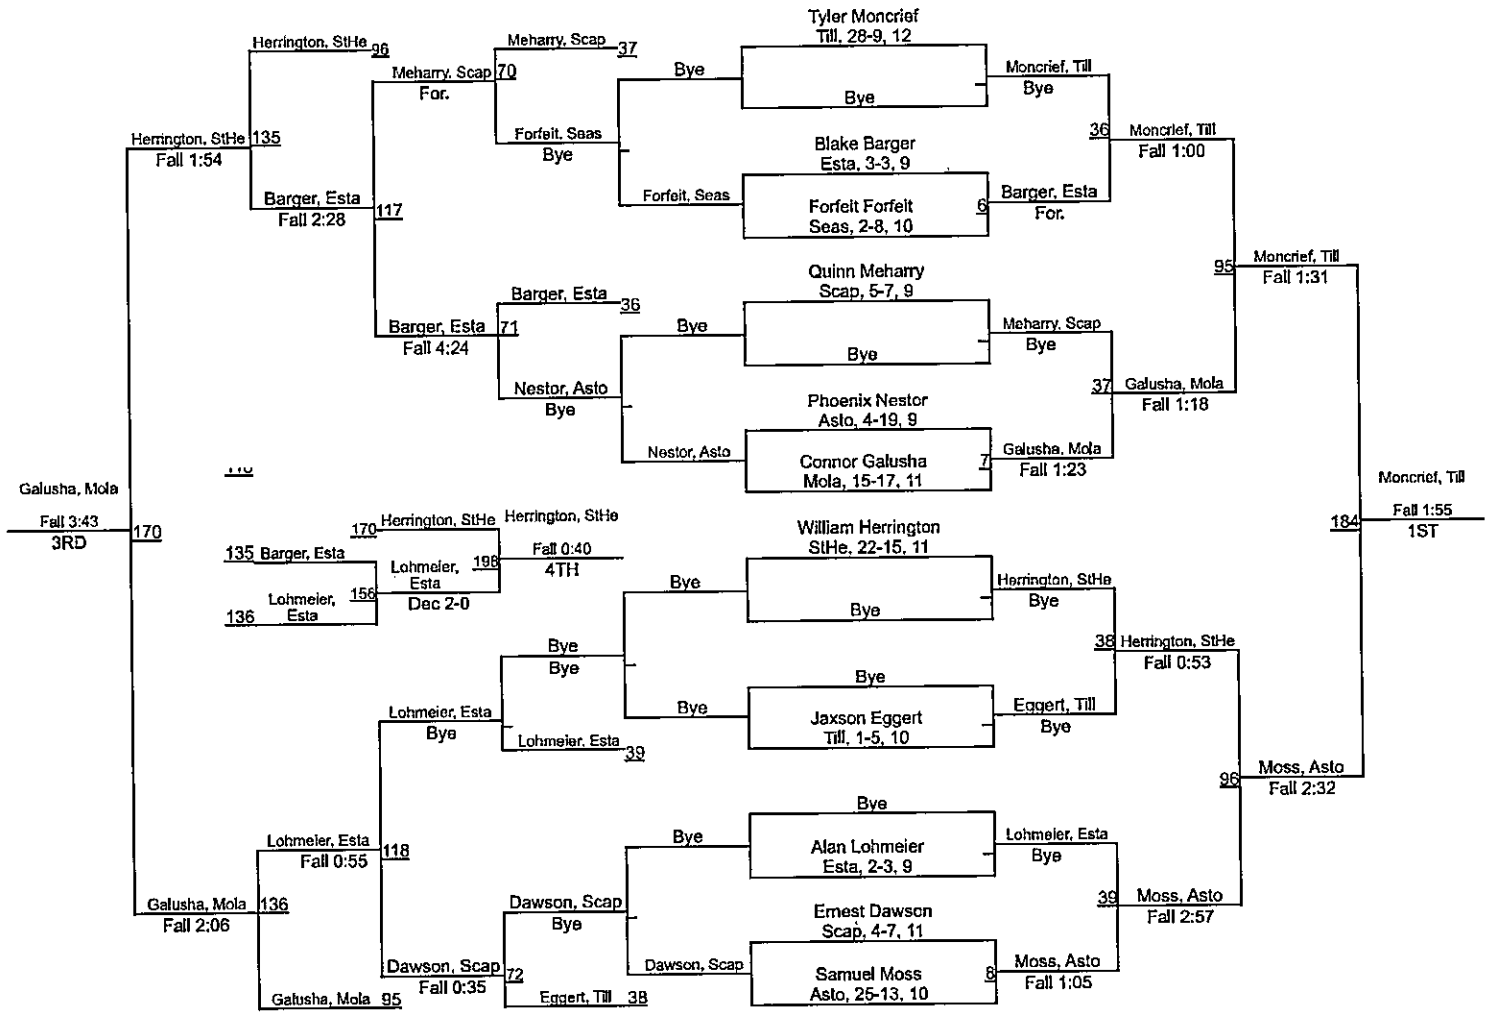 Tyler Moncrief
Till, 28-9, 12
Bye
Blake Barger
Esta, 3-3, 9
Forfeit Forfeit
Seas, 2-8, 10
Quinn Meharry
Scap, 5-7, 9
Bye
Phoenix Nestor
Asto, 4-19, 9
Connor Galusha
Mola, 15-17, 11
William Herrington
StHe, 22-15, 11
Bye
Bye
Jaxson Eggert
Till, 1-5, 10
Bye
Alan Lohmeier
Esta, 2-3, 9
Ernest Dawson
Scap, 4-7, 11
Samuel Moss
Asto, 25-13, 10
Moncrief, Till
Bye
6
Barger, Esta
For.
Meharry, Scap
Bye
7
Galusha, Mola
Fall 1:23
Herrington, StHe
Bye
Eggert, Till
Bye
Lohmeier, Esta
Bye
8
Moss, Asto
Fall 1:05
36
Moncrief, Till
Fall 1:00
37
Galusha, Mola
Fall 1:18
38
Herrington, StHe
Fall 0:53
39
Moss, Asto
Fall 2:57
95
Moncrief, Till
Fall 1:31
96
Moss, Asto
Fall 2:32
Moncrief, Till
184
Fall 1:55
1ST
Bye
Forfeit, Seas
Bye
Nestor, Asto
Bye
Bye
Bye
Dawson, Scap
Meharry, Scap 37
Forfeit, Seas
Bye
Barger, Esta 36
Nestor, Asto
Bye
Bye
Bye
Lohmeier, Esta 39
Dawson, Scap
Bye
Eggert, Till 38
Meharry, Scap 70
For.
Barger, Esta 71
Fall 4:24
Lohmeier, Esta
Bye
Dawson, Scap 72
Fall 0:35
Herrington, StHe 96
Barger, Esta 117
Fall 2:28
Lohmeier, Esta 118
Fall 0:55
Galusha, Mola 95
Herrington, StHe 135
Fall 1:54
Galusha, Mola 136
Fall 2:06
Galusha, Mola
Fall 3:43 170
3RD
170 Herrington, StHe
Herrington, StHe
135 Barger, Esta
198
Fall 0:40
4TH
136
Lohmeier,
Esta
156
Lohmeier,
Esta
Dec 2-0